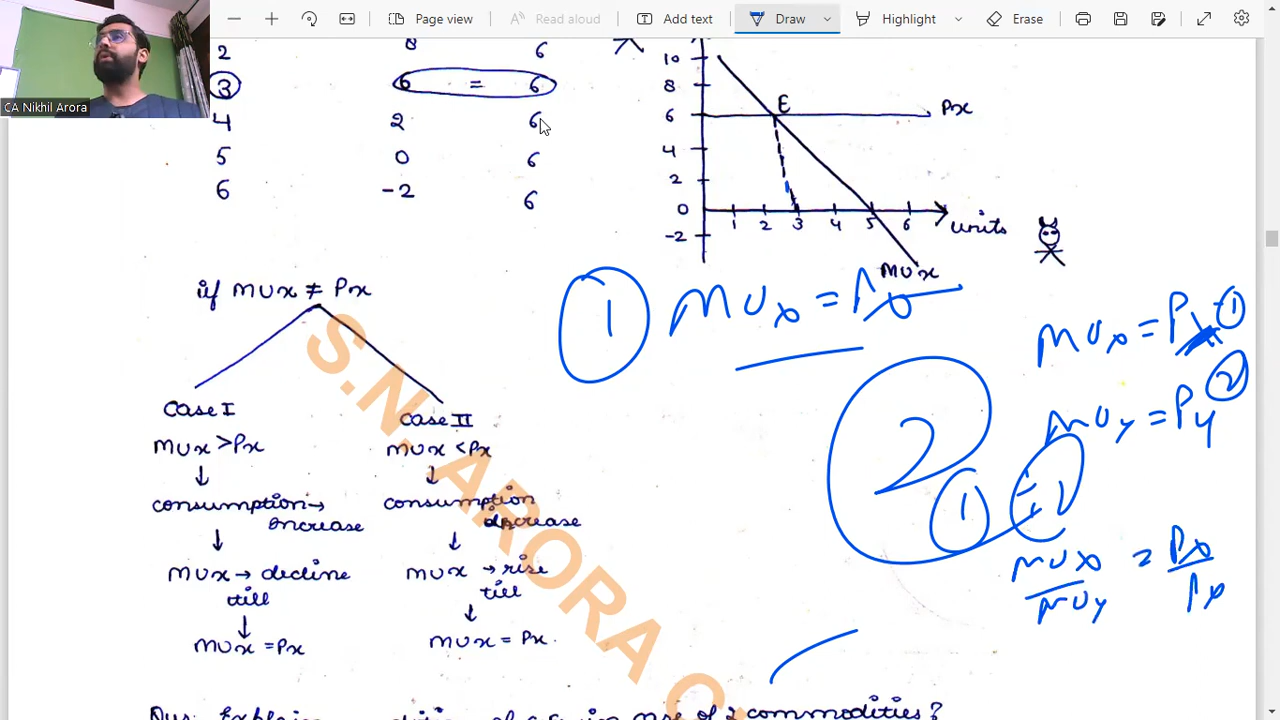 Page view
Read aloud
Add text
Draw
Highlight
Erase
CA Nikhil Arora
2 8 6
3 6 = 6
4 2 6
5 0 6
6 -2 6
10
8
6
4
2
0
-2
E
Px
1 2 3 4 5 6
units
MUx
if MUx ≠ Px
Case I
MUx >Px
↓
consumption→
Increase
↓
MUx → decline
till
↓
MUx = Px
Case II
MUx <Px
↓
consumption
decrease
↓
MUx → rise
till
↓
MUx = Px.
S.N. ARORA C
① MUx = Px
MUx = Px ①
MUy = Py ②
2
①
MUx = Px
MUy
of 2 commodities?